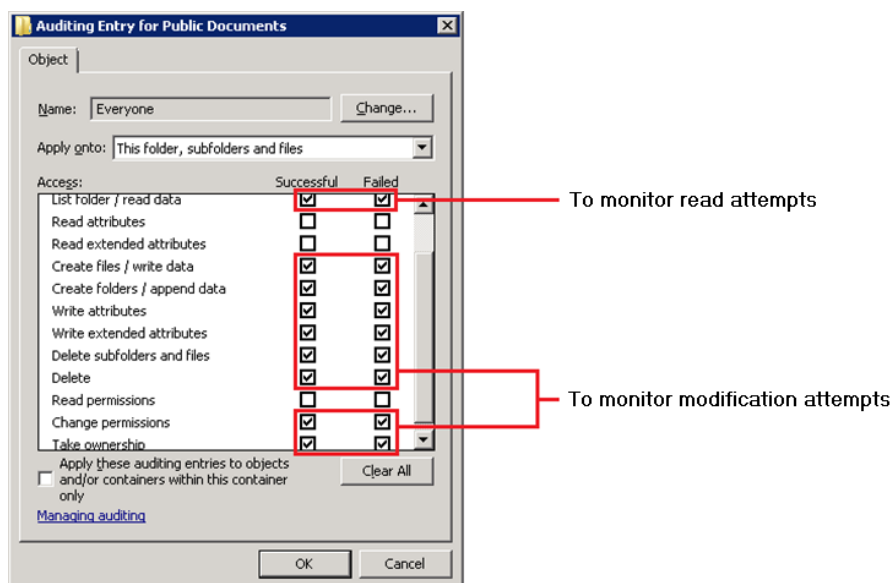 Auditing Entry for Public Documents
Object
Name: Everyone Change...
Apply onto: This folder, subfolders and files
Access: Successful Failed
List folder / read data
To monitor read attempts
Read attributes
Read extended attributes
Create files / write data
Create folders / append data
Write attributes
Write extended attributes
Delete subfolders and files
Delete
Read permissions
To monitor modification attempts
Change permissions
Take ownership
Apply these auditing entries to objects
and/or containers within this container
only
Clear All
Managing auditing
OK Cancel